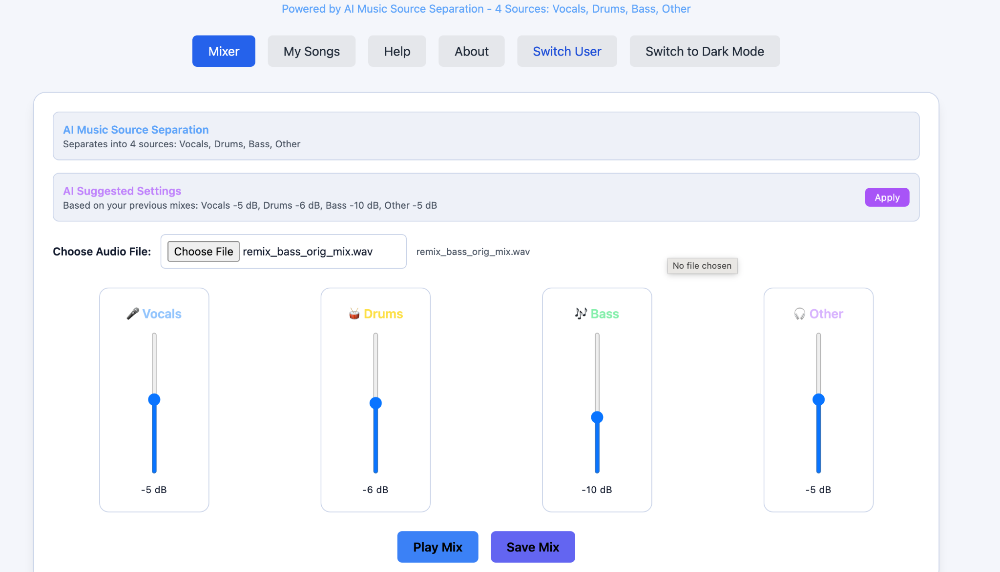 Powered by AI Music Source Separation - 4 Sources: Vocals, Drums, Bass, Other
Mixer
My Songs
Help
About
Switch User
Switch to Dark Mode
AI Music Source Separation
Separates into 4 sources: Vocals, Drums, Bass, Other
AI Suggested Settings
Based on your previous mixes: Vocals -5 dB, Drums -6 dB, Bass -10 dB, Other -5 dB
Apply
Choose Audio File:
Choose File
remix_bass_orig_mix.wav
remix_bass_orig_mix.wav
No file chosen
🎤 Vocals
🥁 Drums
🎶 Bass
🎧 Other
-5 dB
-6 dB
-10 dB
-5 dB
Play Mix
Save Mix